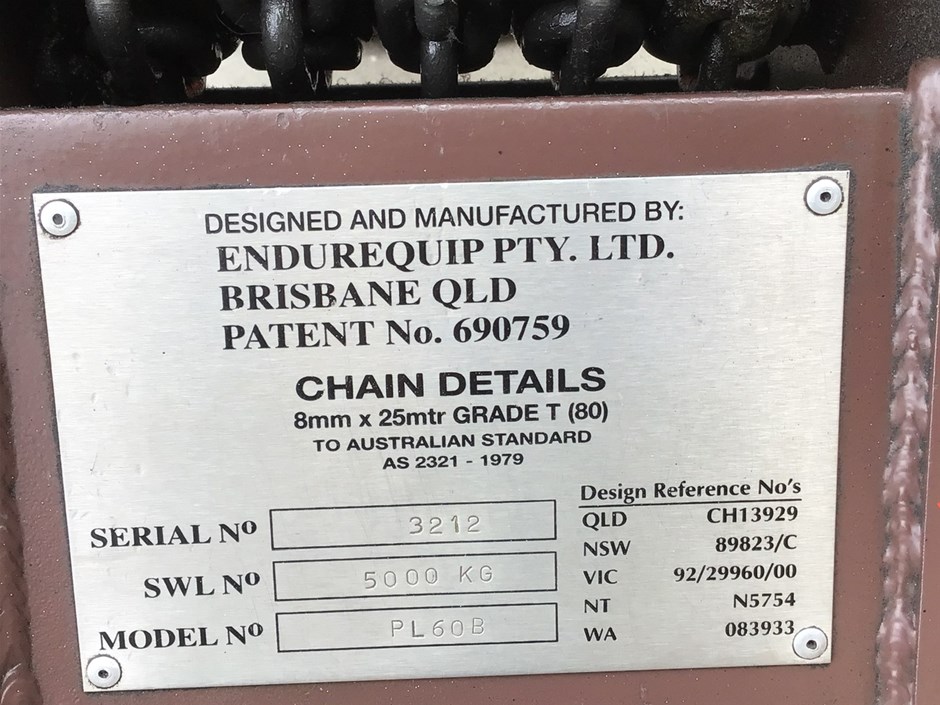 DESIGNED AND MANUFACTURED BY:
ENDUREQUIP PTY. LTD.
BRISBANE QLD
PATENT No. 690759
CHAIN DETAILS
8mm x 25mtr GRADE T (80)
TO AUSTRALIAN STANDARD
AS 2321 - 1979
SERIAL Nº 3212
SWL Nº 5000 KG
MODEL Nº PL60B
Design Reference No's
QLD CH13929
NSW 89823/C
VIC 92/29960/00
NT N5754
WA 083933